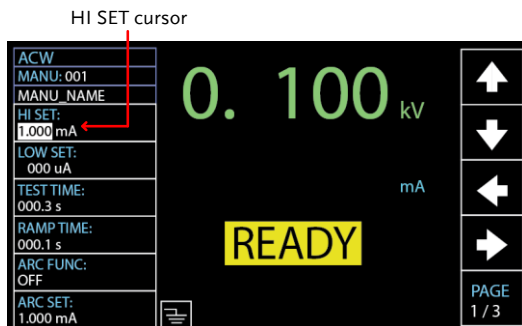 HI SET cursor
ACW
MANU: 001
MANU_NAME
HI SET:
1.000 mA
LOW SET:
000 uA
TEST TIME:
000.3 s
RAMP TIME:
000.1 s
ARC FUNC:
OFF
ARC SET:
1.000 mA
0. 100 kV
mA
READY
PAGE
1 / 3